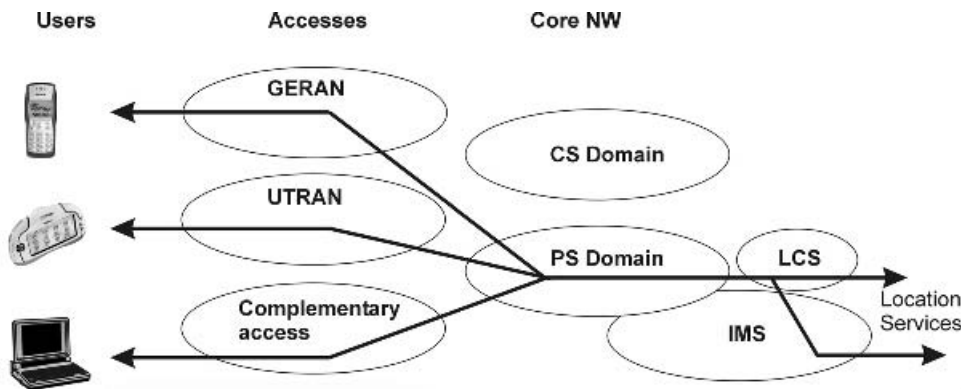 Users
Accesses
Core NW
GERAN
CS Domain
UTRAN
PS Domain
LCS
Complementary
access
Location
Services
IMS